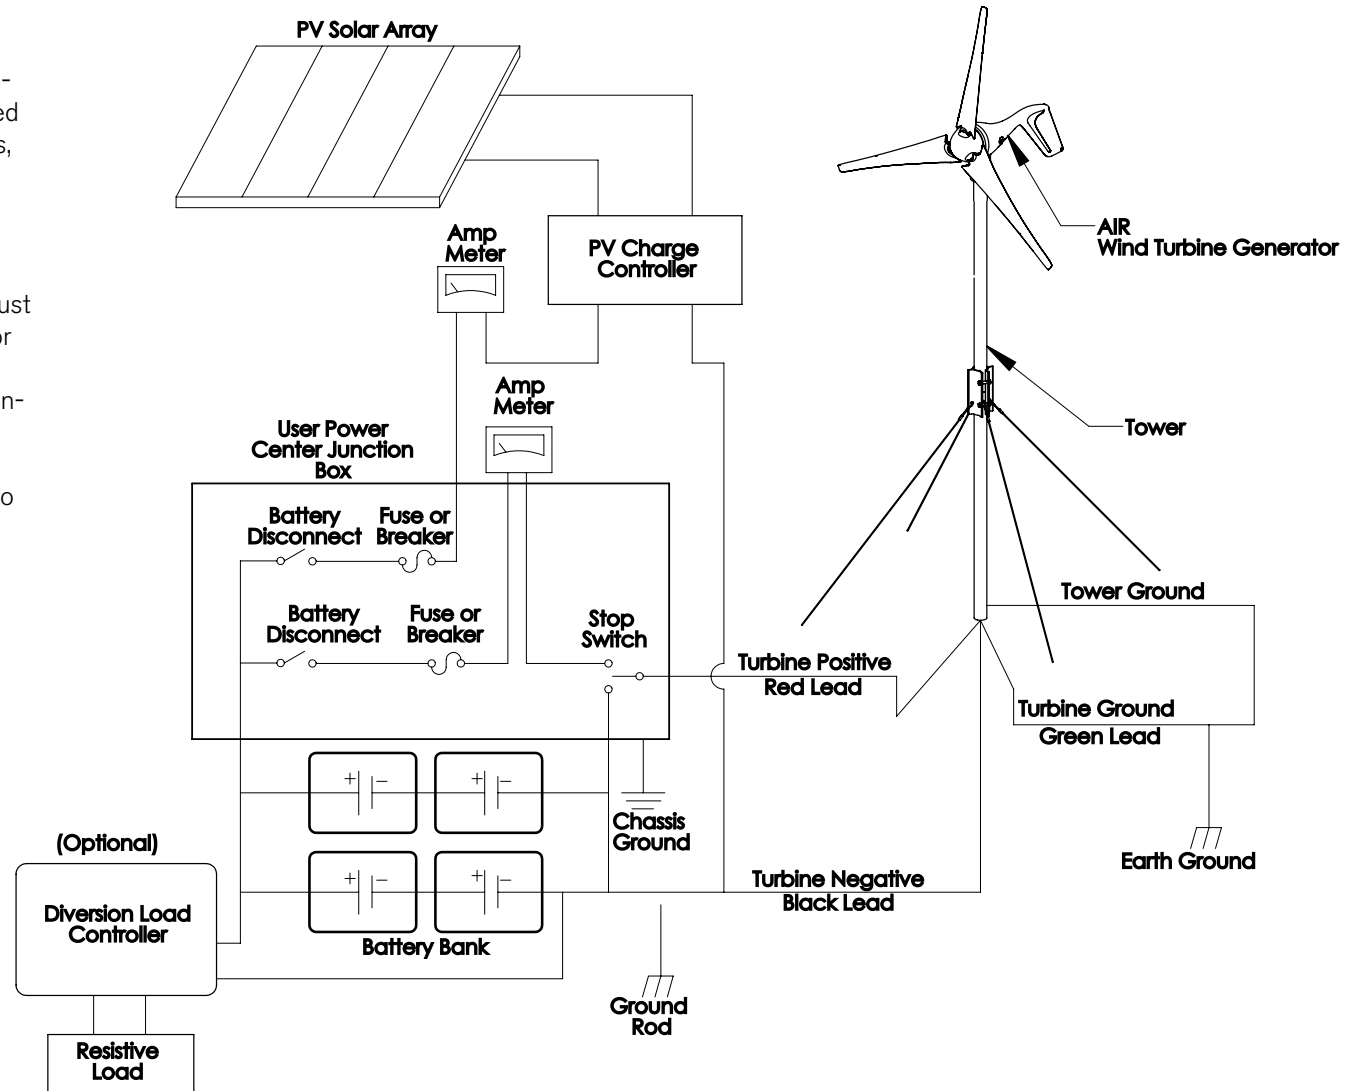 PV Solar Array
-
ed
s,
ust
or
n-
o
Amp
Meter
PV Charge
Controller
AIR
Wind Turbine Generator
Amp
Meter
Tower
User Power
Center Junction
Box
Battery
Disconnect
Fuse or
Breaker
Battery
Disconnect
Fuse or
Breaker
Stop
Switch
Tower Ground
Turbine Positive
Red Lead
Turbine Ground
Green Lead
+ −
+ −
Chassis
Ground
Earth Ground
(Optional)
Diversion Load
Controller
+ −
+ −
Battery Bank
Turbine Negative
Black Lead
Ground
Rod
Resistive
Load